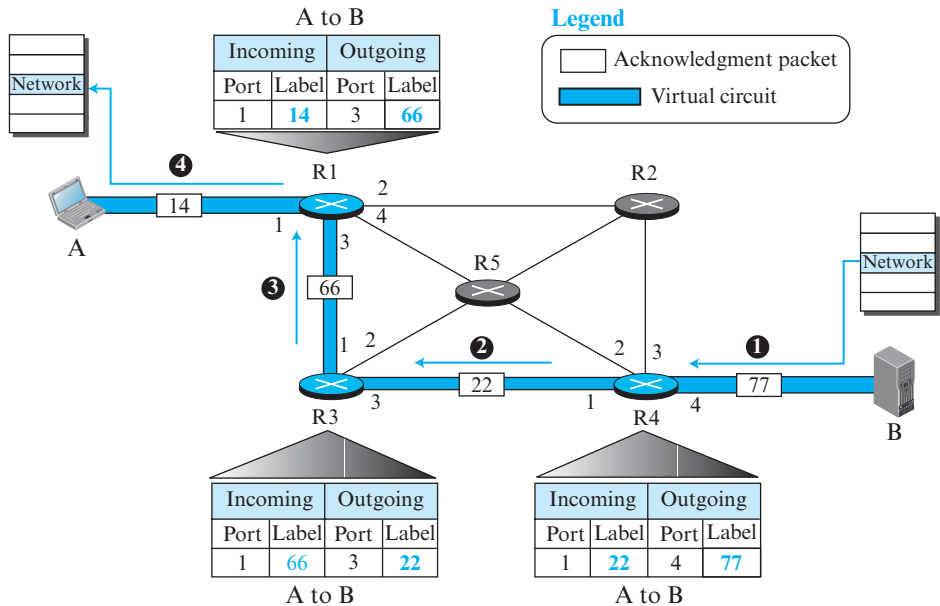 A to B
Incoming Outgoing
Port Label Port Label
1 14 3 66
Legend
Acknowledgment packet
Virtual circuit
Network
4
R1
R2
14
A
1
2
4
3
3
66
R5
Network
1
2
2
2
3
1
R3
3
22
1
R4
4
77
B
Incoming Outgoing
Port Label Port Label
1 66 3 22
A to B
Incoming Outgoing
Port Label Port Label
1 22 4 77
A to B